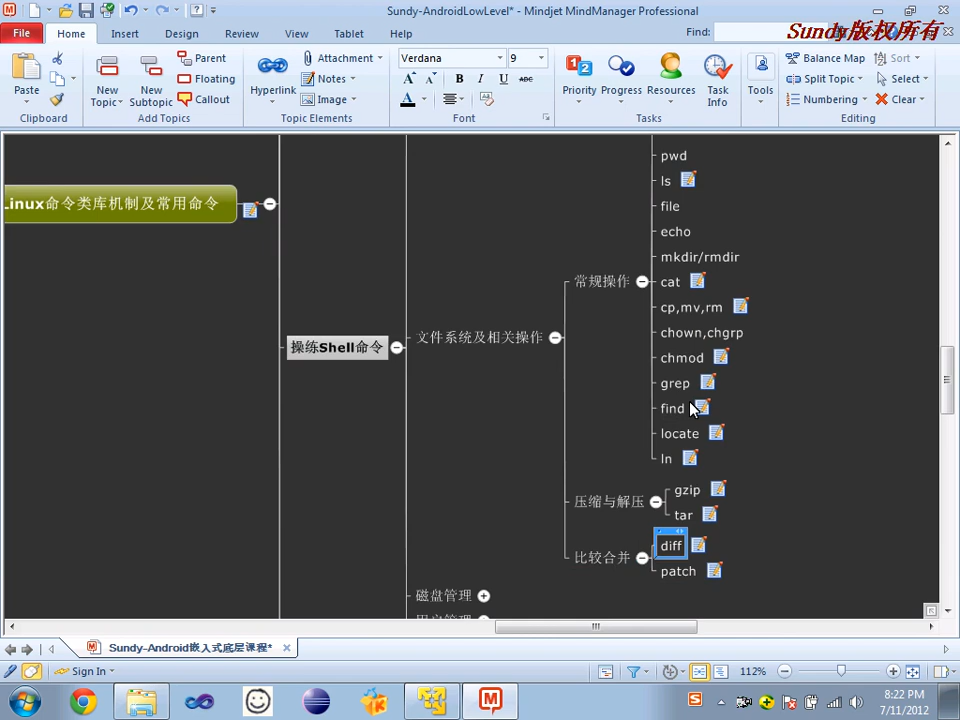 Sundy-AndroidLowLevel* - Mindjet MindManager Professional
Sundy版权所有
File Home Insert Design Review View Tablet Help Find:
Paste
Clipboard
New Topic
New Subtopic
Parent
Floating
Callout
Add Topics
Hyperlink
Attachment
Notes
Image
Topic Elements
Verdana 9
B I U ABC
A
Font
Priority
Progress
Resources
Task Info
Tasks
Tools
Balance Map Sort
Split Topic Select
Numbering Clear
Editing
Linux命令类库机制及常用命令
操练Shell命令
文件系统及相关操作
常规操作
pwd
ls
file
echo
mkdir/rmdir
cat
cp,mv,rm
chown,chgrp
chmod
grep
find
locate
ln
压缩与解压
gzip
tar
比较合并
diff
patch
磁盘管理
Sundy-Android嵌入式底层课程*
Sign In
112%
8:22 PM
7/11/2012